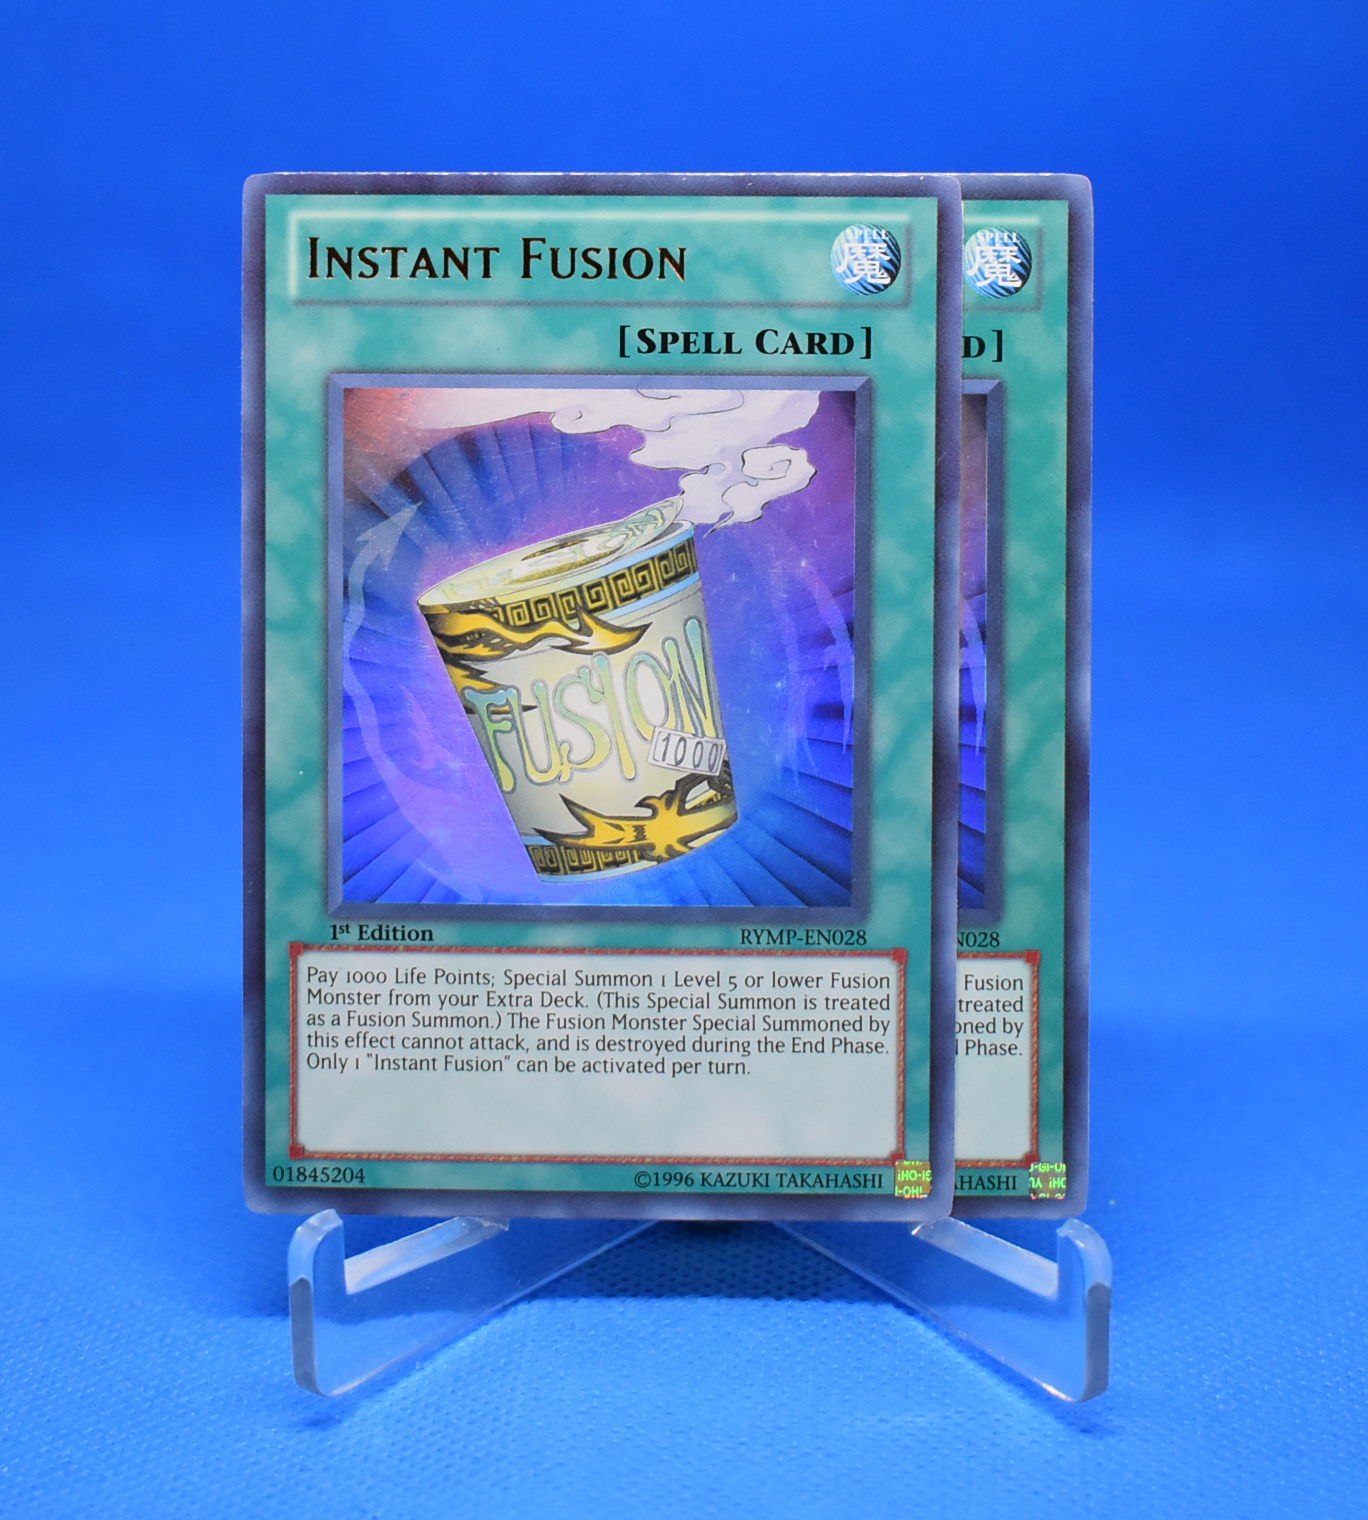 INSTANT FUSION
SPELL
魔
[SPELL CARD]
FUSION
1000
1st Edition
RYMP-EN028
Pay 1000 Life Points; Special Summon 1 Level 5 or lower Fusion
Monster from your Extra Deck. (This Special Summon is treated
as a Fusion Summon.) The Fusion Monster Special Summoned by
this effect cannot attack, and is destroyed during the End Phase.
Only 1 "Instant Fusion" can be activated per turn.
01845204
©1996 KAZUKI TAKAHASHI
SPELL
魔
D]
N028
Fusion
treated
oned by
Phase.
AHASHI